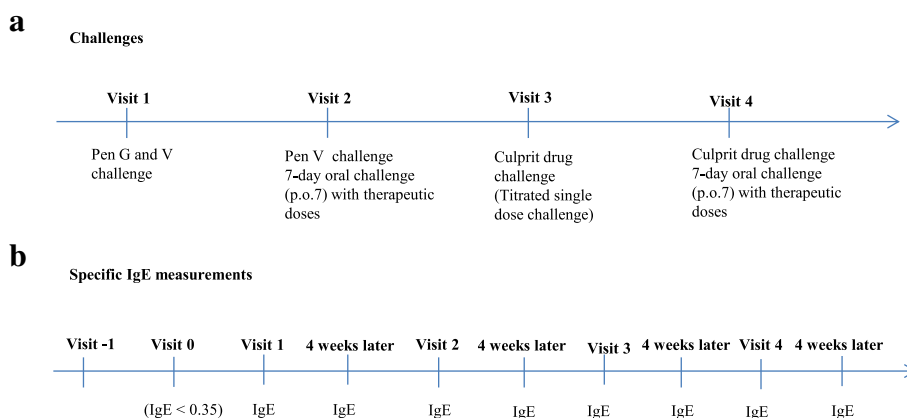 a
Challenges
Visit 1
Visit 2
Visit 3
Visit 4
Pen G and V
challenge
Pen V challenge
7-day oral challenge
(p.o.7) with therapeutic
doses
Culprit drug
challenge
(Titrated single
dose challenge)
Culprit drug challenge
7-day oral challenge
(p.o.7) with therapeutic
doses
b
Specific IgE measurements
Visit -1 Visit 0 Visit 1 4 weeks later Visit 2 4 weeks later Visit 3 4 weeks later Visit 4 4 weeks later
(IgE < 0.35) IgE IgE IgE IgE IgE IgE IgE IgE